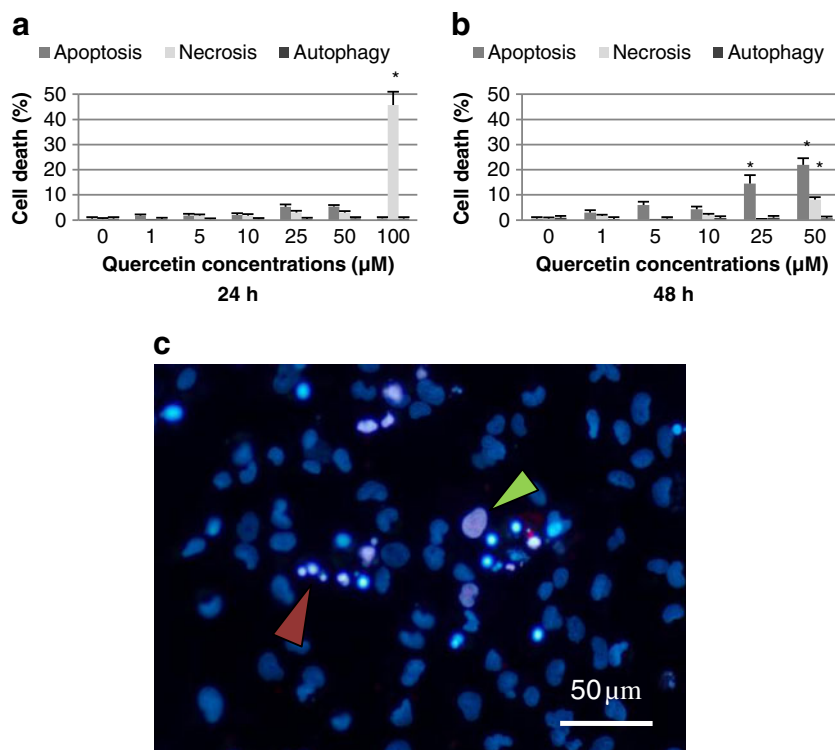 a
Apoptosis Necrosis Autophagy
*
Cell death (%)
50
40
30
20
10
0
0 1 5 10 25 50 100
Quercetin concentrations (µM)
24 h
b
Apoptosis Necrosis Autophagy
* * *
Cell death (%)
50
40
30
20
10
0
0 1 5 10 25 50
Quercetin concentrations (µM)
48 h
c
50 µm